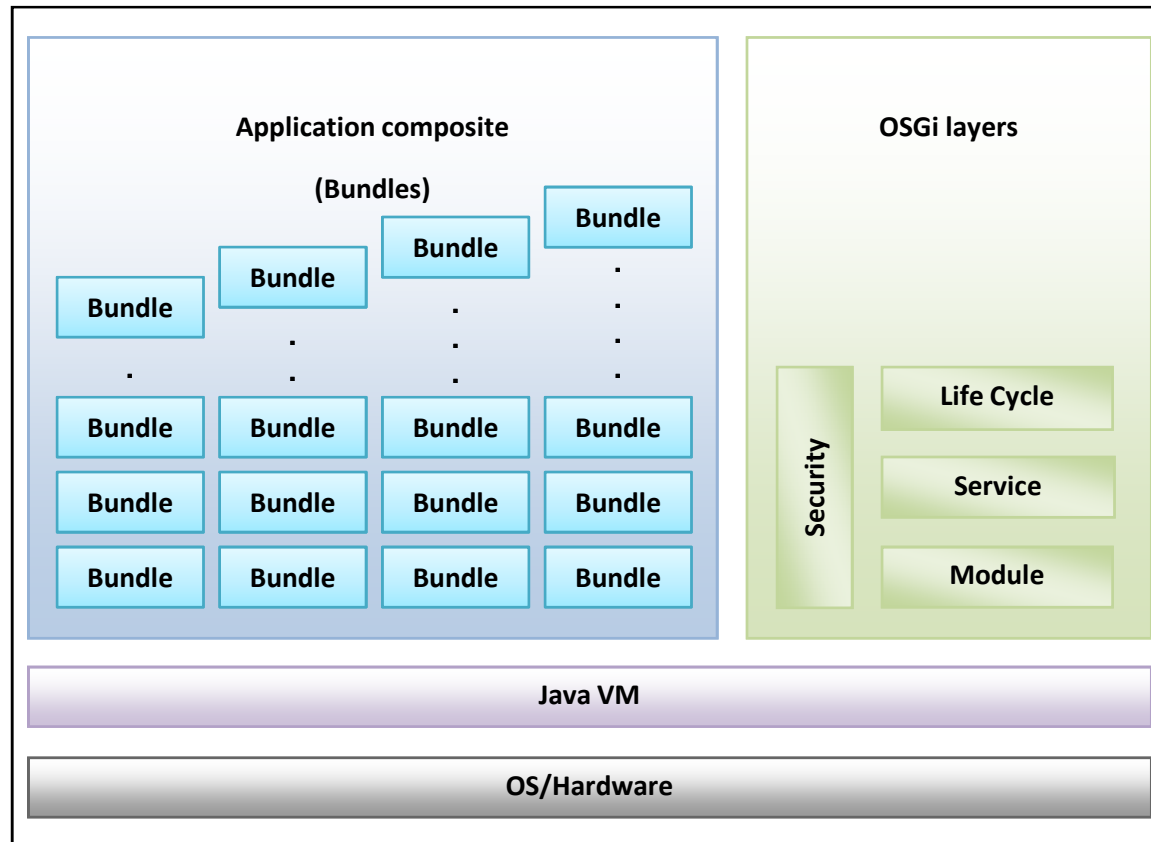 Application composite
(Bundles)
Bundle
Bundle
Bundle
Bundle
Bundle Bundle Bundle Bundle
Bundle Bundle Bundle Bundle
Bundle Bundle Bundle Bundle
OSGi layers
Security
Life Cycle
Service
Module
Java VM
OS/Hardware